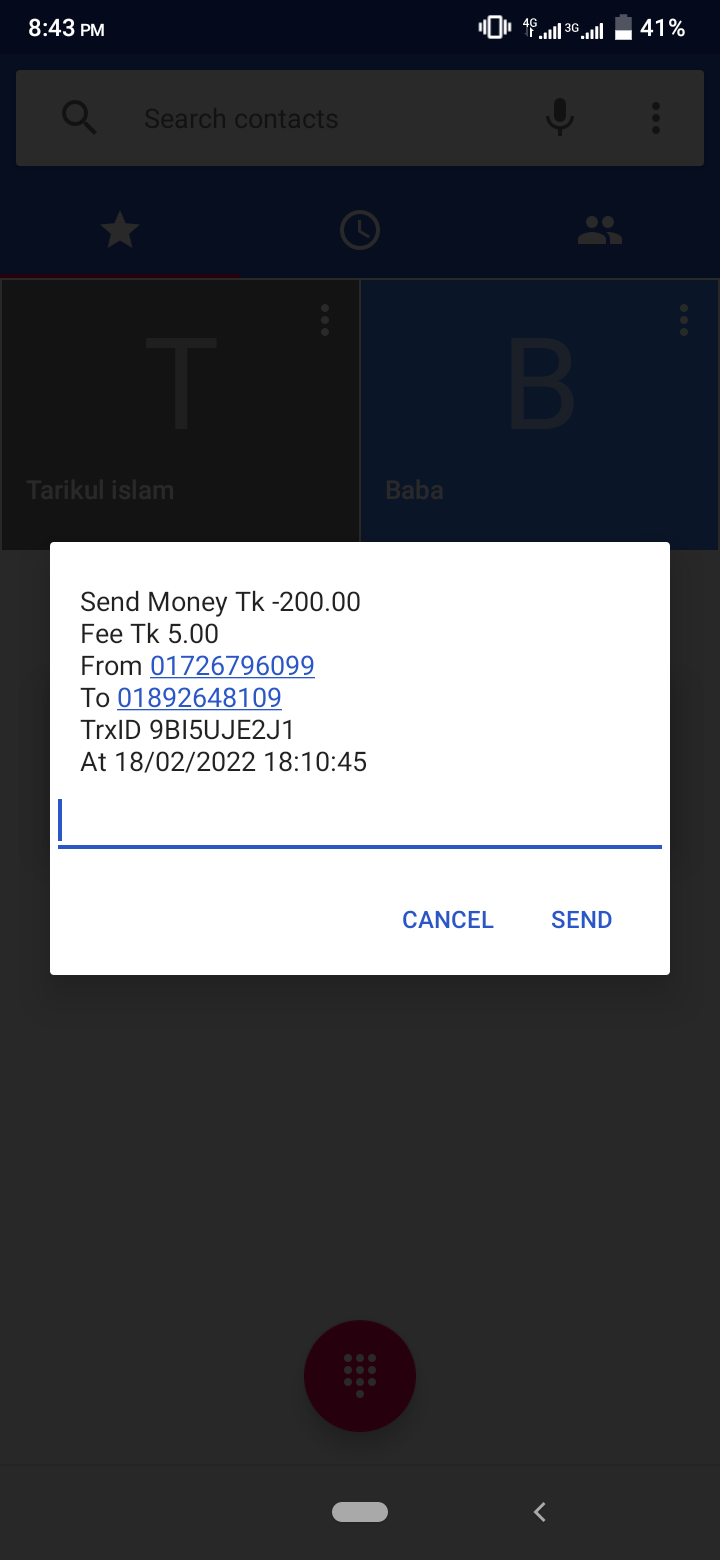 8:43 PM
4G 3G 41%
Search contacts
T
B
Tarikul islam
Baba
Send Money Tk -200.00
Fee Tk 5.00
From 01726796099
To 01892648109
TrxID 9BI5UJE2J1
At 18/02/2022 18:10:45
CANCEL SEND